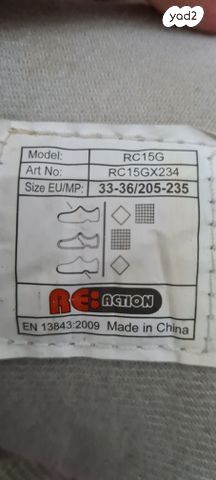 yad2
Model: RC15G
Art No: RC15GX234
Size EU/MP: 33-36/205-235
RE:ACTION
EN 13843:2009 Made in China